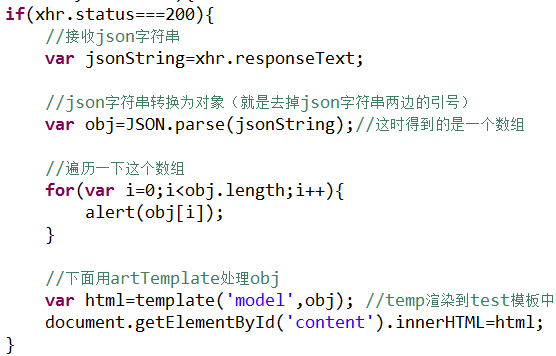 if(xhr.status===200){
//接收json字符串
var jsonString=xhr.responseText;
//json字符串转换为对象（就是去掉json字符串两边的引号）
var obj=JSON.parse(jsonString);//这时得到的是一个数组
//遍历一下这个数组
for(var i=0;i<obj.length;i++){
alert(obj[i]);
}
//下面用artTemplate处理obj
var html=template('model',obj); //temp渲染到test模板中
document.getElementById('content').innerHTML=html;
}